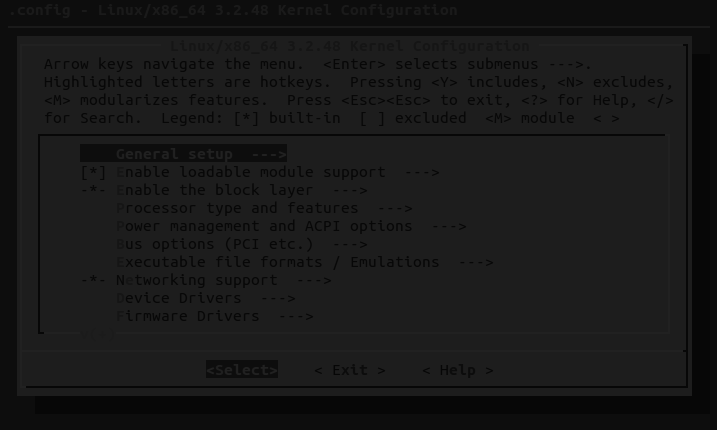 .config - Linux/x86_64 3.2.48 Kernel Configuration
Linux/x86_64 3.2.48 Kernel Configuration
Arrow keys navigate the menu.  <Enter> selects submenus --->.
Highlighted letters are hotkeys.  Pressing <Y> includes, <N> excludes,
<M> modularizes features.  Press <Esc><Esc> to exit, <?> for Help, </>
for Search.  Legend: [*] built-in  [ ] excluded  <M> module  < >
General setup  --->
[*] Enable loadable module support  --->
-*- Enable the block layer  --->
Processor type and features  --->
Power management and ACPI options  --->
Bus options (PCI etc.)  --->
Executable file formats / Emulations  --->
-*- Networking support  --->
Device Drivers  --->
Firmware Drivers  --->
<Select>    < Exit >    < Help >